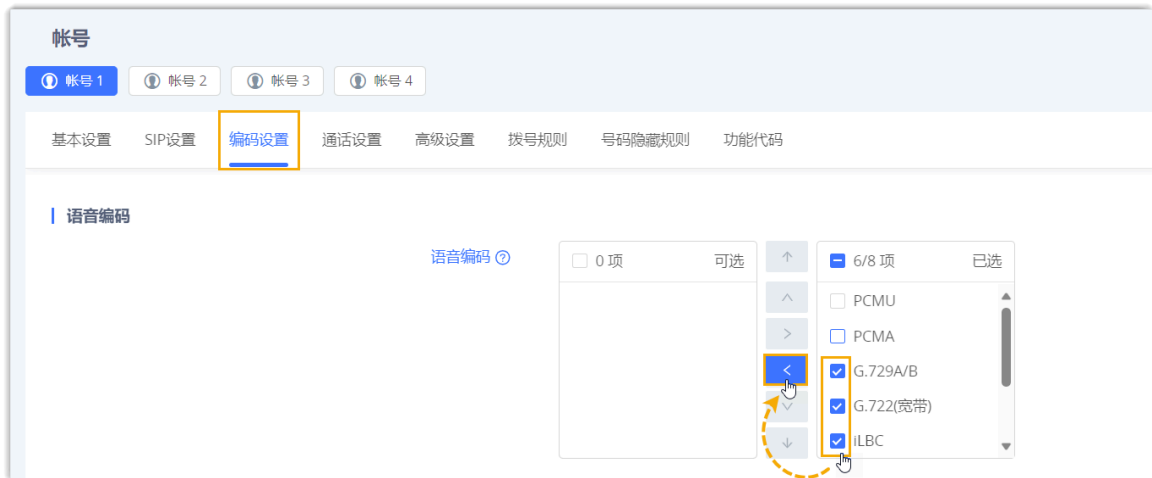 帐号
帐号 1 帐号 2 帐号 3 帐号 4
基本设置 SIP设置 编码设置 通话设置 高级设置 拨号规则 号码隐藏规则 功能代码
语音编码
语音编码 ? 0 项 可选 6/8 项 已选
PCMU
PCMA
G.729A/B
G.722(宽带)
iLBC